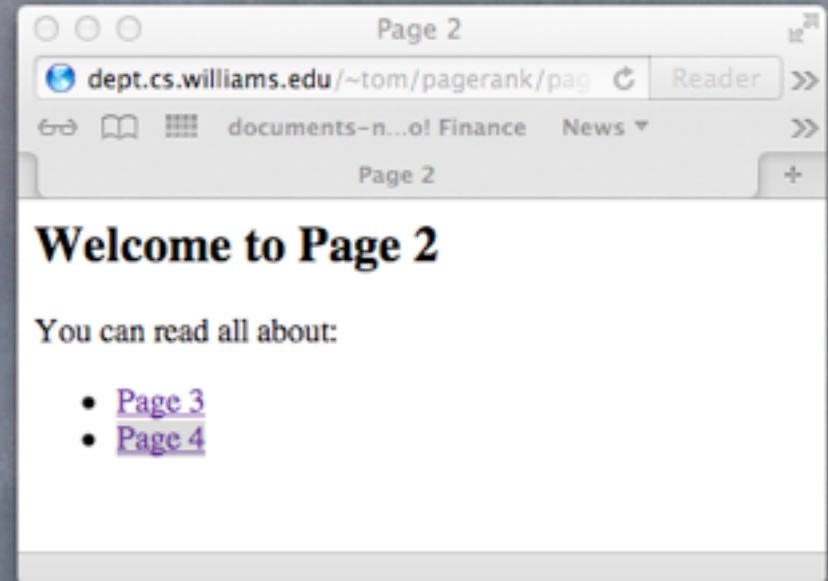 Page 2
dept.cs.williams.edu/~tom/pagerank/pag
Reader
documents-n...o! Finance News
Page 2
Welcome to Page 2
You can read all about:
Page 3
Page 4